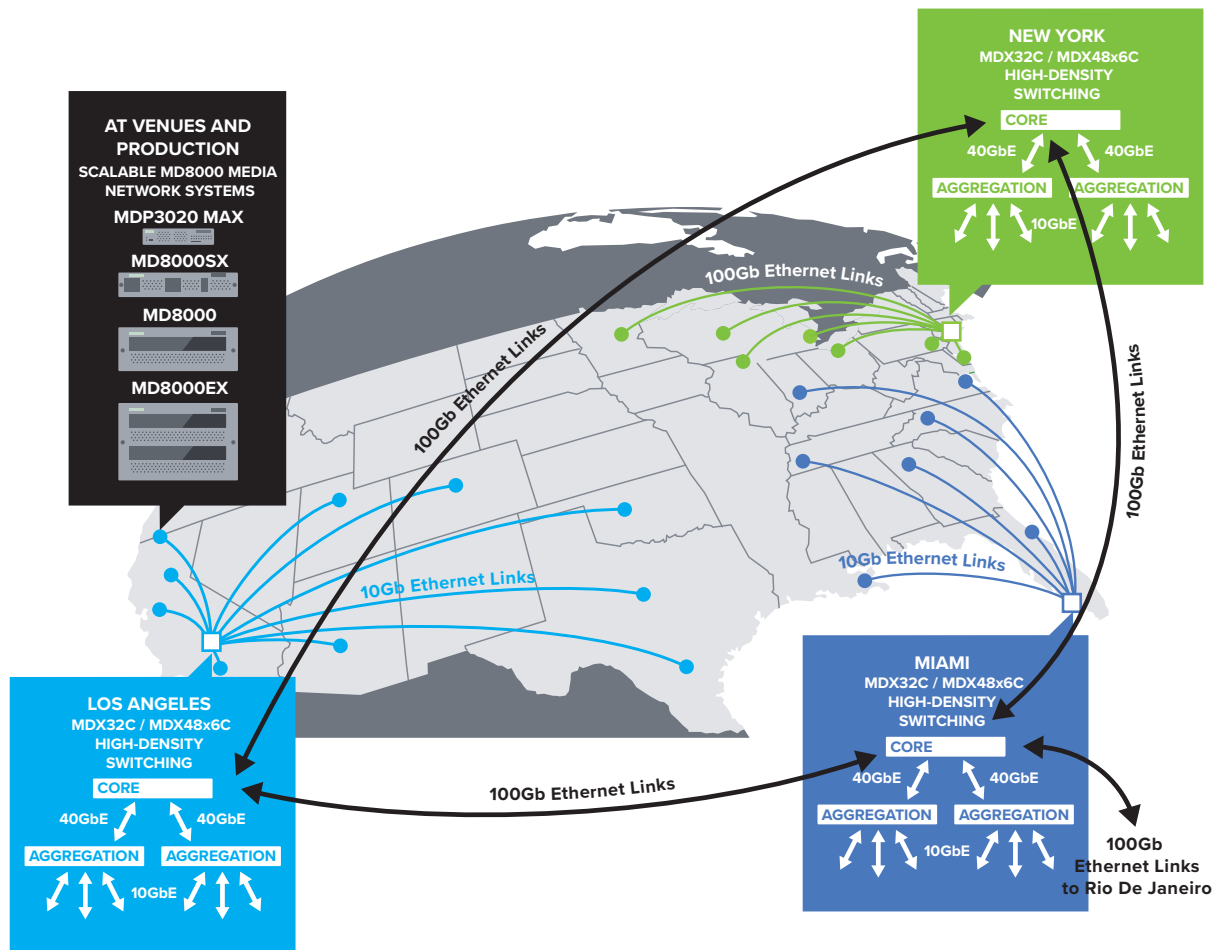 AT VENUES AND
PRODUCTION
SCALABLE MD8000 MEDIA
NETWORK SYSTEMS
MDP3020 MAX
MD8000SX
MD8000
MD8000EX
NEW YORK
MDX32C / MDX48x6C
HIGH-DENSITY
SWITCHING
CORE
40GbE
40GbE
AGGREGATION
AGGREGATION
10GbE
100Gb Ethernet Links
100Gb Ethernet Links
100Gb Ethernet Links
10Gb Ethernet Links
10Gb Ethernet Links
LOS ANGELES
MDX32C / MDX48x6C
HIGH-DENSITY
SWITCHING
CORE
40GbE
40GbE
AGGREGATION
AGGREGATION
10GbE
100Gb Ethernet Links
MIAMI
MDX32C / MDX48x6C
HIGH-DENSITY
SWITCHING
CORE
40GbE
40GbE
AGGREGATION
AGGREGATION
10GbE
100Gb
Ethernet Links
to Rio De Janeiro